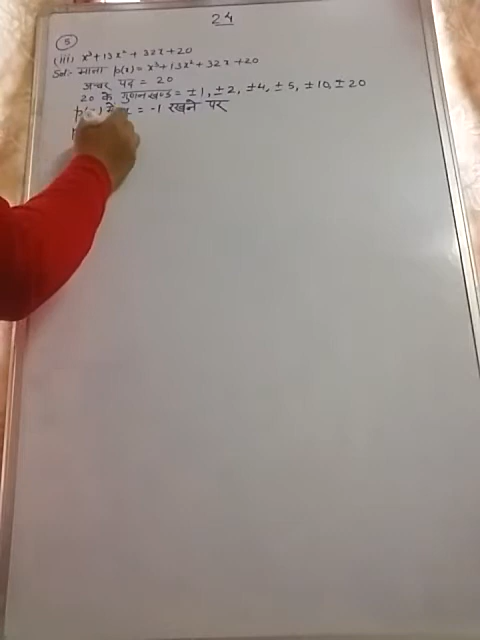 24
5
(iii) x³+13x²+32x+20
Sol: माना p(x) = x³+13x²+32x+20
अचर पद = 20
20 के गुणनखण्ड = ±1, ±2, ±4, ±5, ±10, ±20
= -1 रखने पर